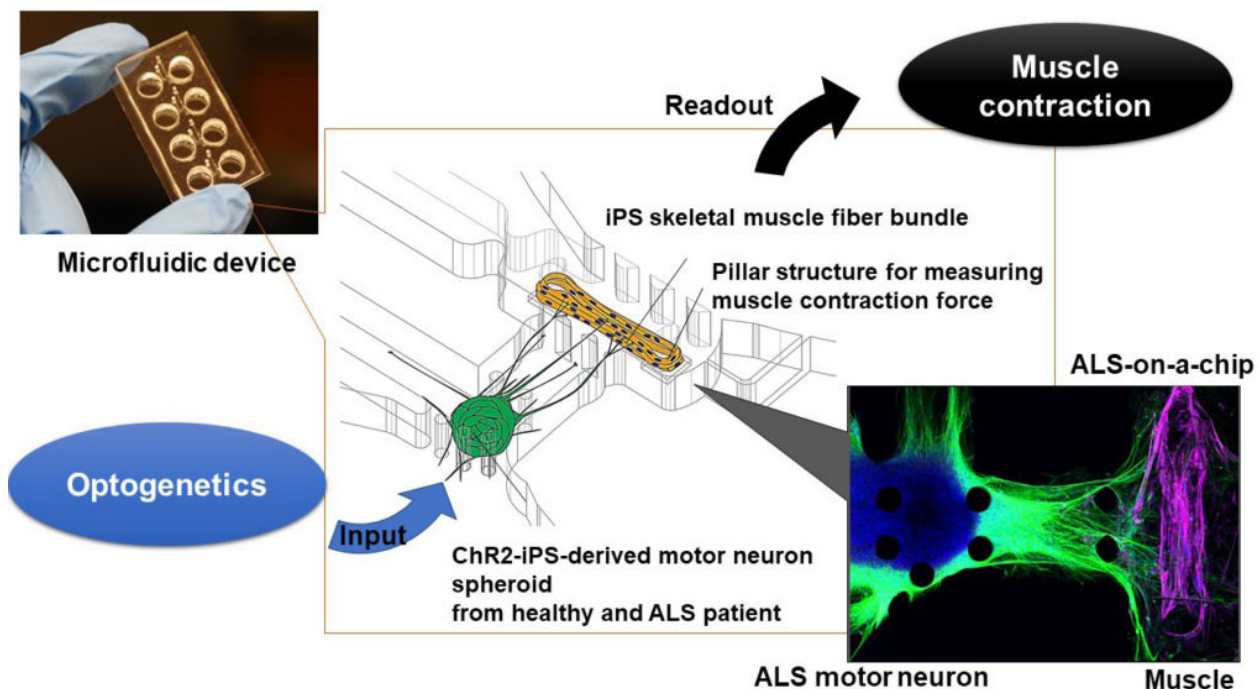 Muscle
contraction
Readout
iPS skeletal muscle fiber bundle
Microfluidic device
Pillar structure for measuring
muscle contraction force
ALS-on-a-chip
Optogenetics
Input
ChR2-iPS-derived motor neuron
spheroid
from healthy and ALS patient
ALS motor neuron
Muscle